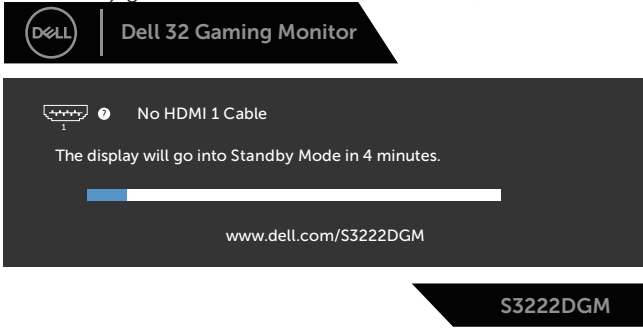 DELL
Dell 32 Gaming Monitor
? No HDMI 1 Cable
1
The display will go into Standby Mode in 4 minutes.
www.dell.com/S3222DGM
S3222DGM